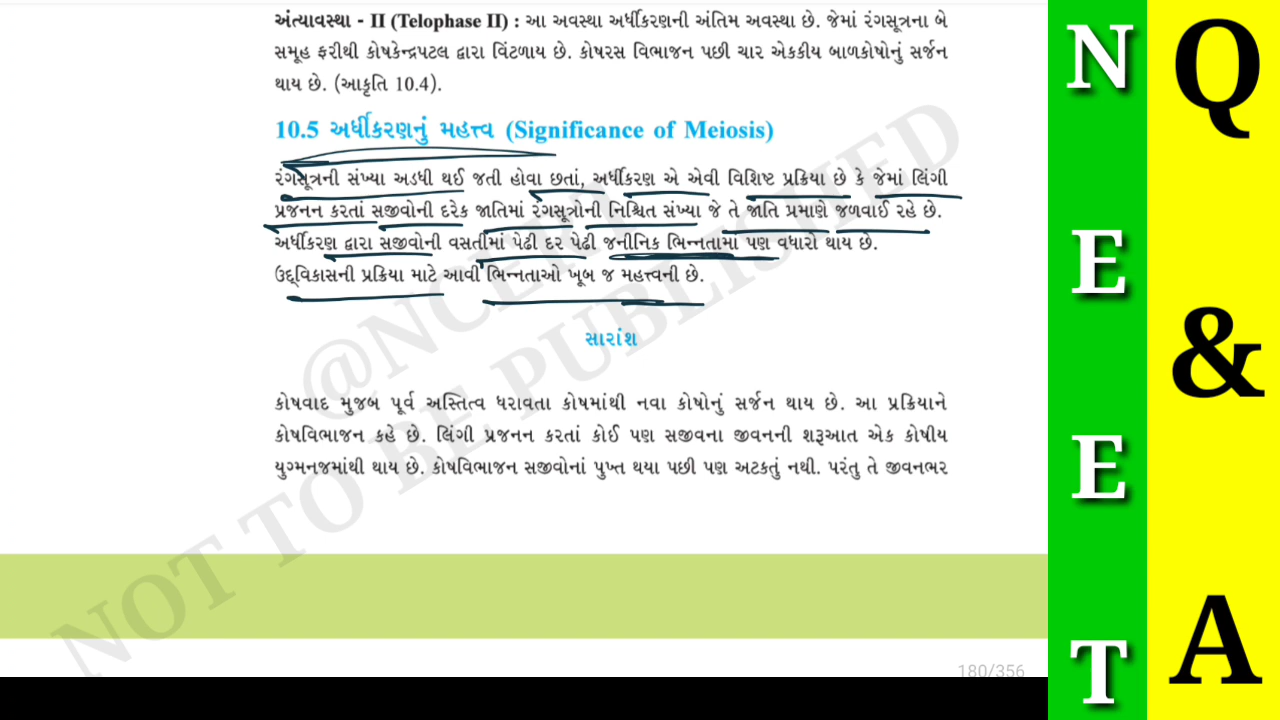 અંત્યાવસ્થા - II (Telophase II) : આ અવસ્થા અર્ધીકરણની અંતિમ અવસ્થા છે. જેમાં રંગસૂત્રના બે
સમૂહ ફરીથી કોષકેન્દ્રપટલ દ્વારા વિંટળાય છે. કોષરસ વિભાજન પછી ચાર એકકીય બાળકોષોનું સર્જન
થાય છે. (આકૃતિ 10.4).
10.5 અર્ધીકરણનું મહત્ત્વ (Significance of Meiosis)
રંગસૂત્રની સંખ્યા અડધી થઈ જતી હોવા છતાં, અર્ધીકરણ એ એવી વિશિષ્ટ પ્રક્રિયા છે કે જેમાં લિંગી
પ્રજનન કરતાં સજીવોની દરેક જાતિમાં રંગસૂત્રોની નિશ્ચિત સંખ્યા જે તે જાતિ પ્રમાણે જળવાઈ રહે છે.
અર્ધીકરણ દ્વારા સજીવોની વસતીમાં પેઢી દર પેઢી જનીનિક ભિન્નતામાં પણ વધારો થાય છે.
ઉદ્‌વિકાસની પ્રક્રિયા માટે આવી ભિન્નતાઓ ખૂબ જ મહત્ત્વની છે.
સારાંશ
કોષવાદ મુજબ પૂર્વ અસ્તિત્વ ધરાવતા કોષમાંથી નવા કોષોનું સર્જન થાય છે. આ પ્રક્રિયાને
કોષવિભાજન કહે છે. લિંગી પ્રજનન કરતાં કોઈ પણ સજીવના જીવનની શરૂઆત એક કોષીય
યુગ્મનજમાંથી થાય છે. કોષવિભાજન સજીવોનાં પુખ્ત થયા પછી પણ અટકતું નથી. પરંતુ તે જીવનભર
@NCERT
NOT TO BE PUBLISHED
180/356
N
E
E
T
Q
&
A